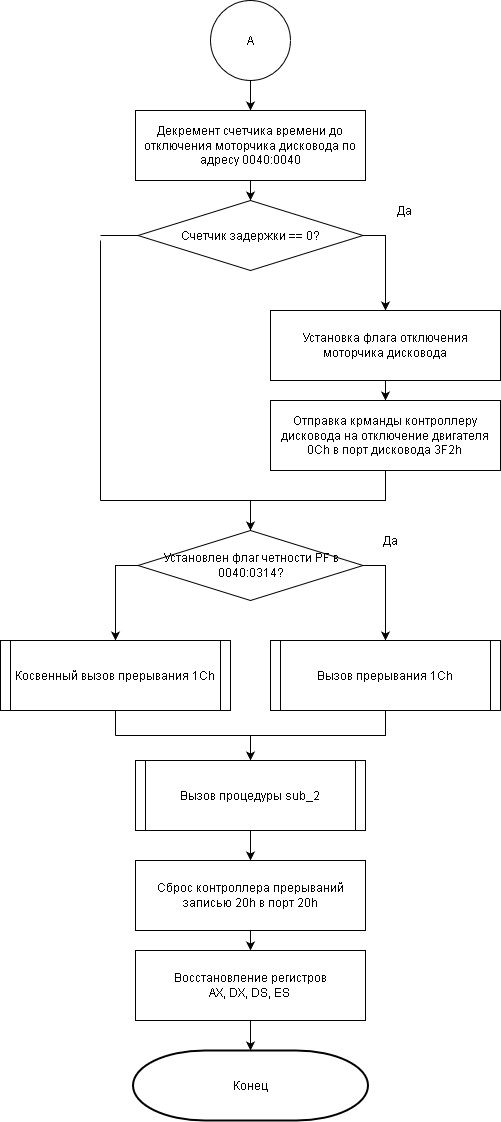 A
Декремент счетчика времени до
отключения моторчика дисковода по
адресу 0040:0040
Да
Счетчик задержки == 0?
Установка флага отключения
моторчика дисковода
Отправка крманды контроллеру
дисковода на отключение двигателя
0Ch в порт дисковода 3F2h
Да
Установлен флаг четности PF в
0040:0314?
Косвенный вызов прерывания 1Ch
Вызов прерывания 1Ch
Вызов процедуры sub_2
Сброс контроллера прерываний
записью 20h в порт 20h
Восстановление регистров
AX, DX, DS, ES
Конец